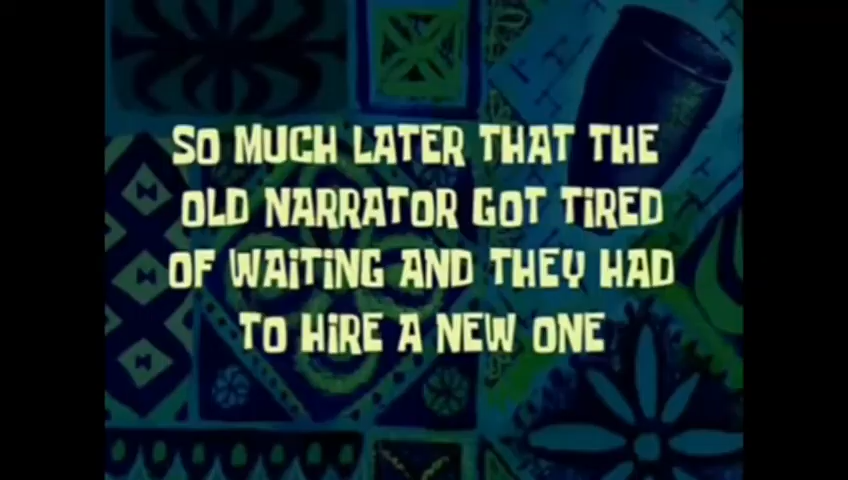 SO MUCH LATER THAT THE
OLD NARRATOR GOT TIRED
OF WAITING AND THEY HAD
TO HIRE A NEW ONE